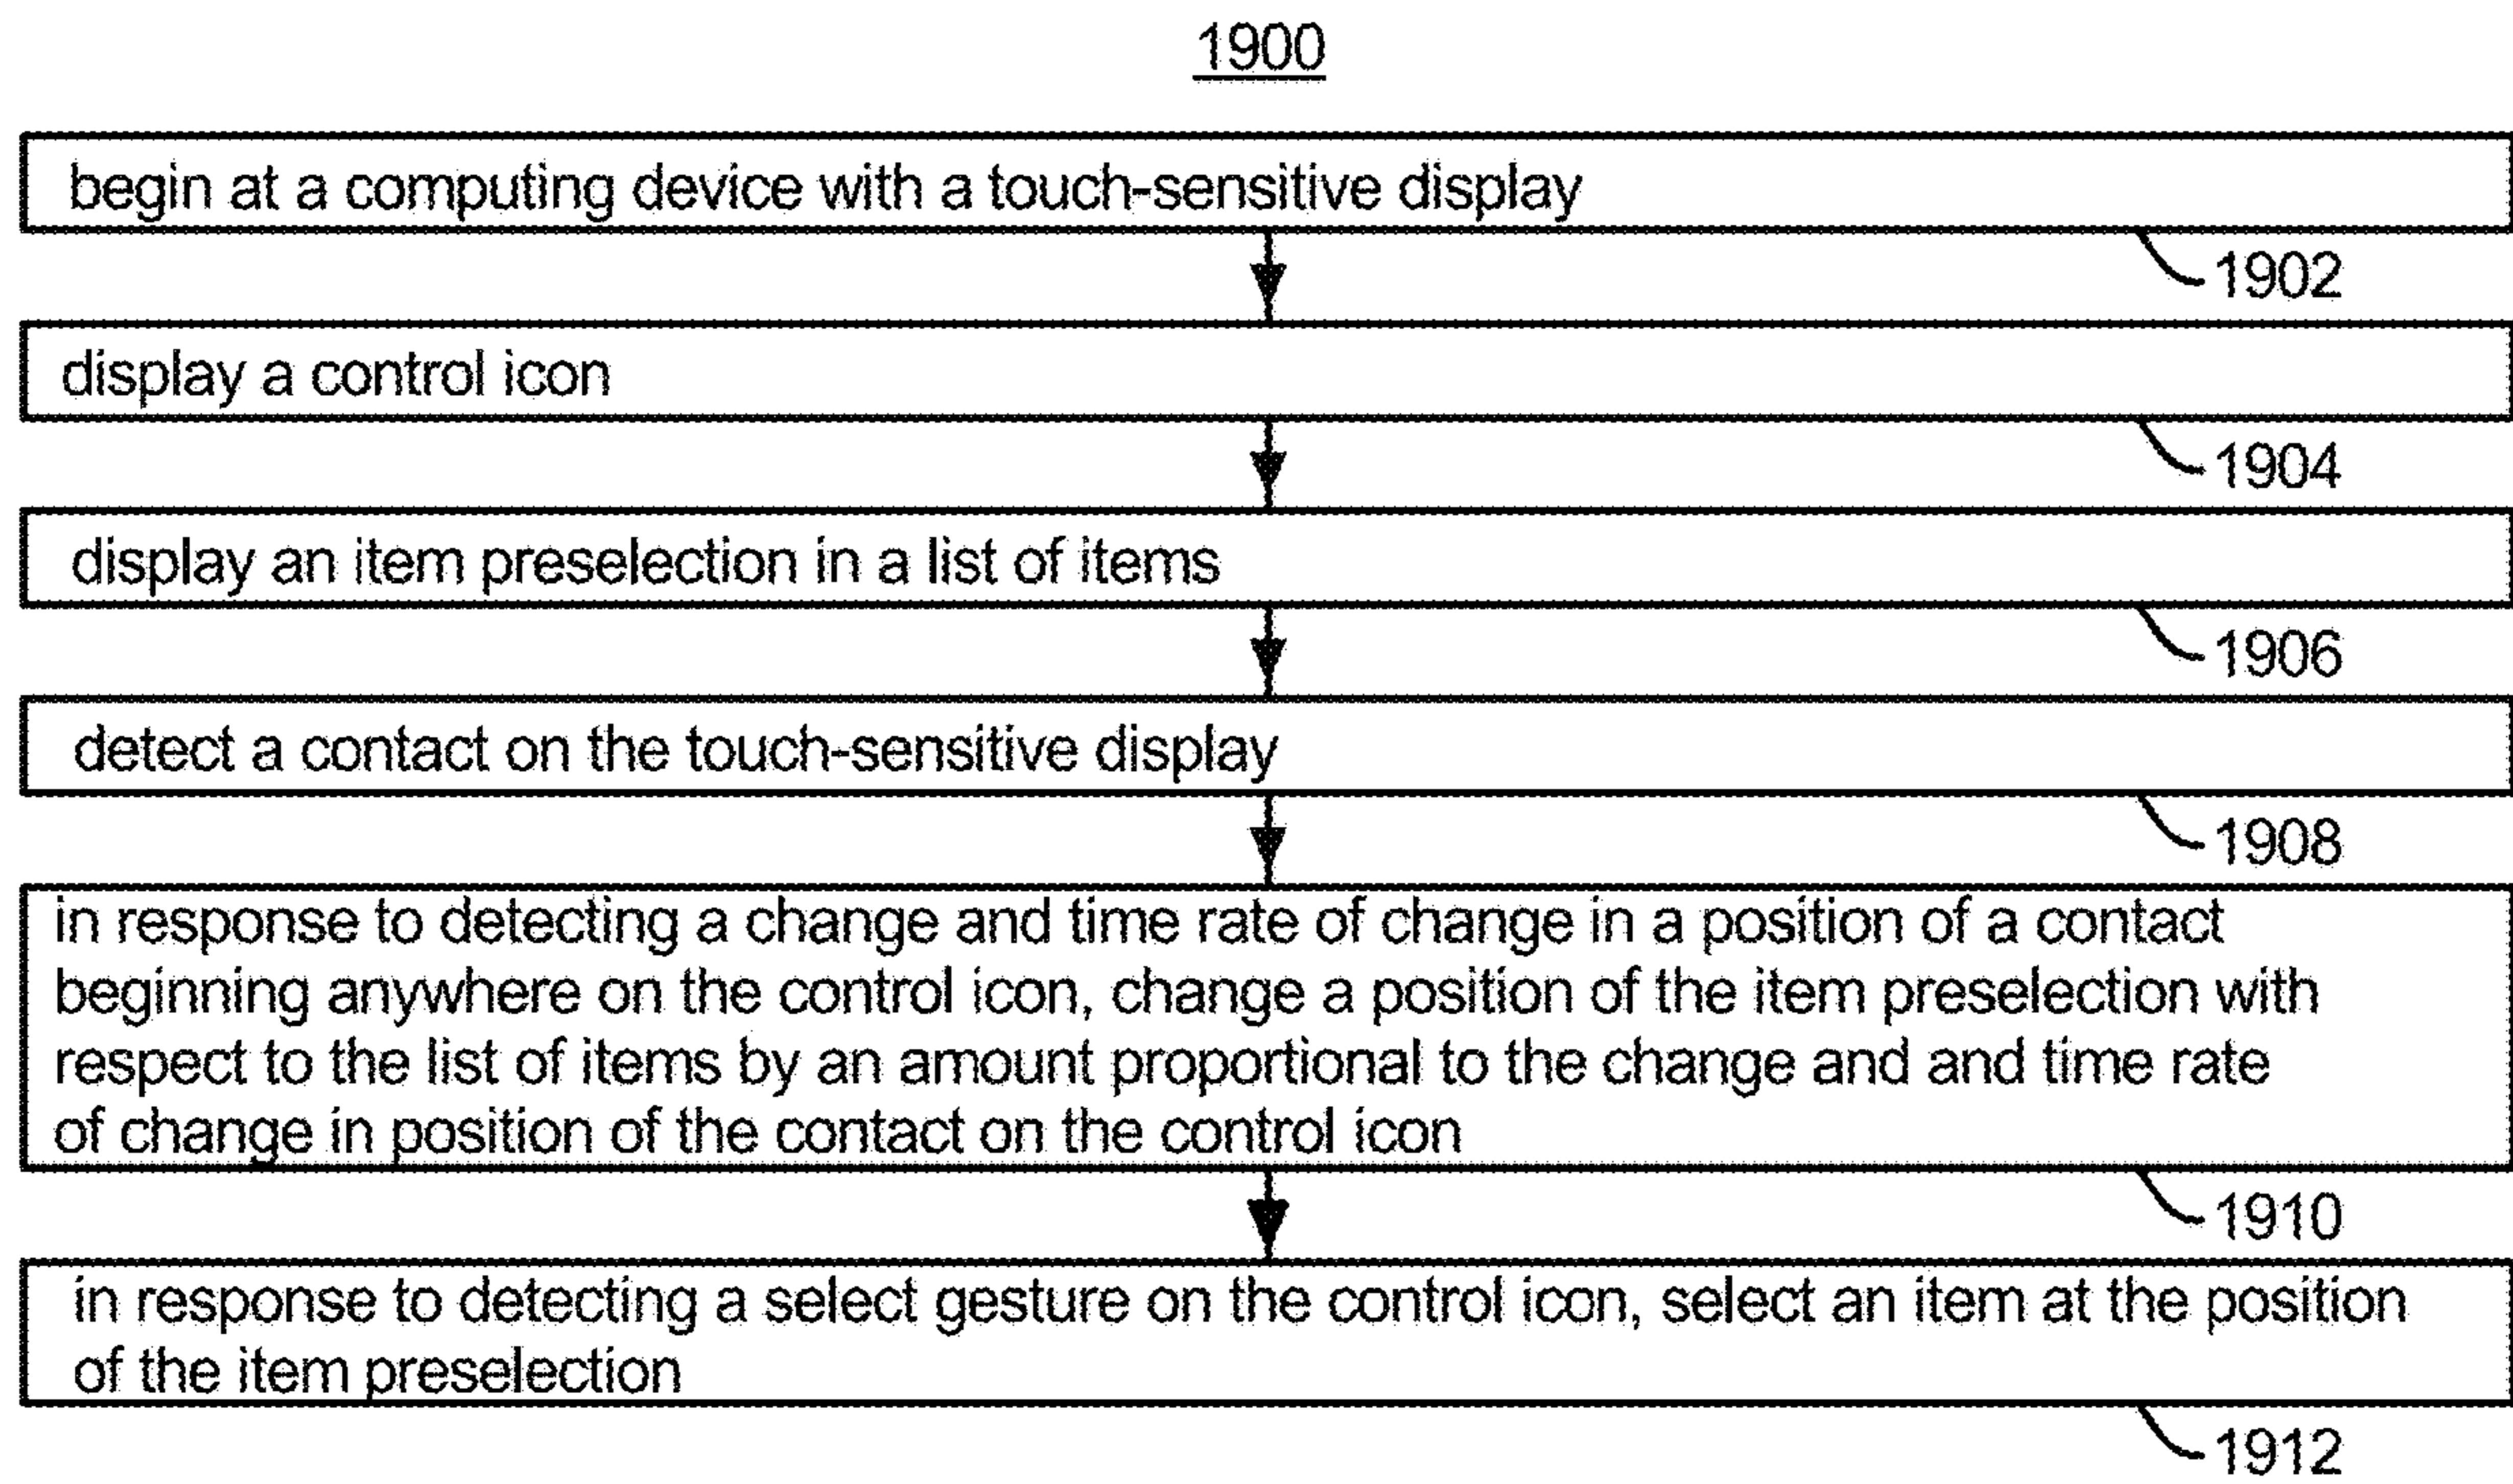 1900
begin at a computing device with a touch-sensitive display
1902
display a control icon
1904
display an item preselection in a list of items
1906
detect a contact on the touch-sensitive display
1908
in response to detecting a change and time rate of change in a position of a contact
beginning anywhere on the control icon, change a position of the item preselection with
respect to the list of items by an amount proportional to the change and and time rate
of change in position of the contact on the control icon
1910
in response to detecting a select gesture on the control icon, select an item at the position
of the item preselection
1912